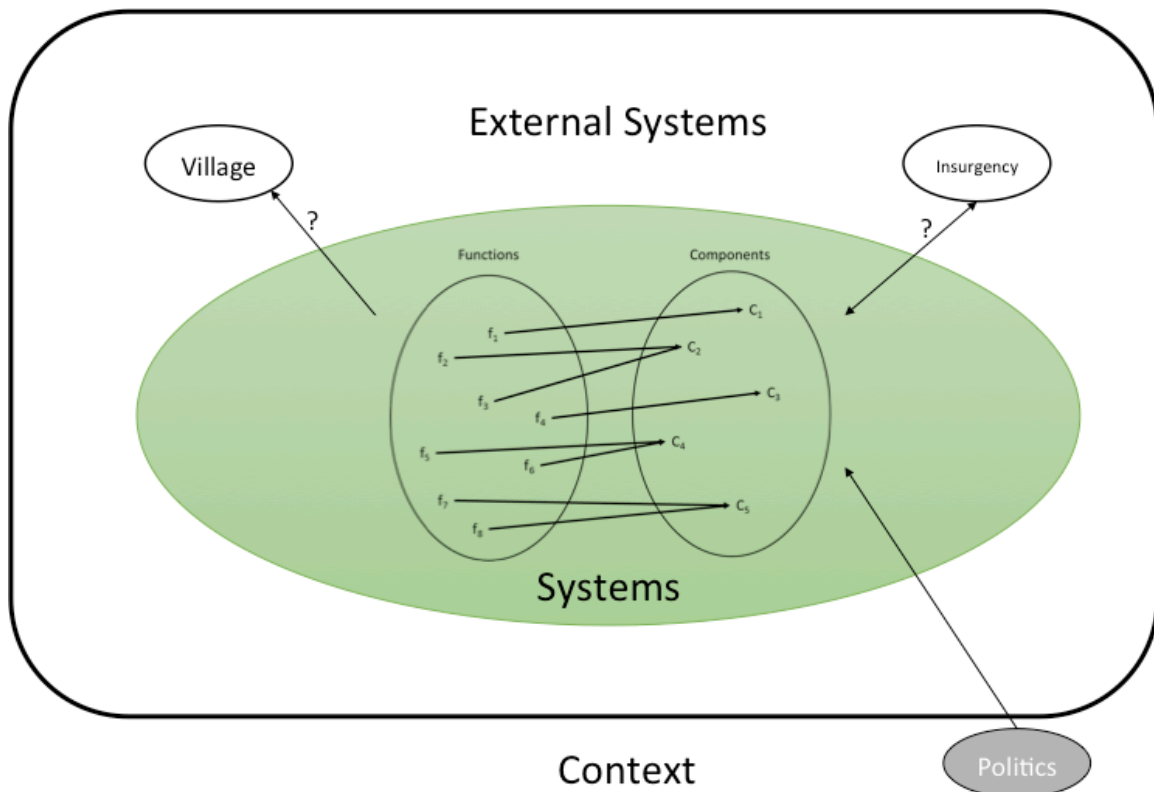 External Systems
Village
Insurgency
?
?
Functions
Components
f₁
C₁
f₂
C₂
f₃
C₃
f₄
C₄
f₅
f₆
f₇
C₅
f₈
Systems
Context
Politics